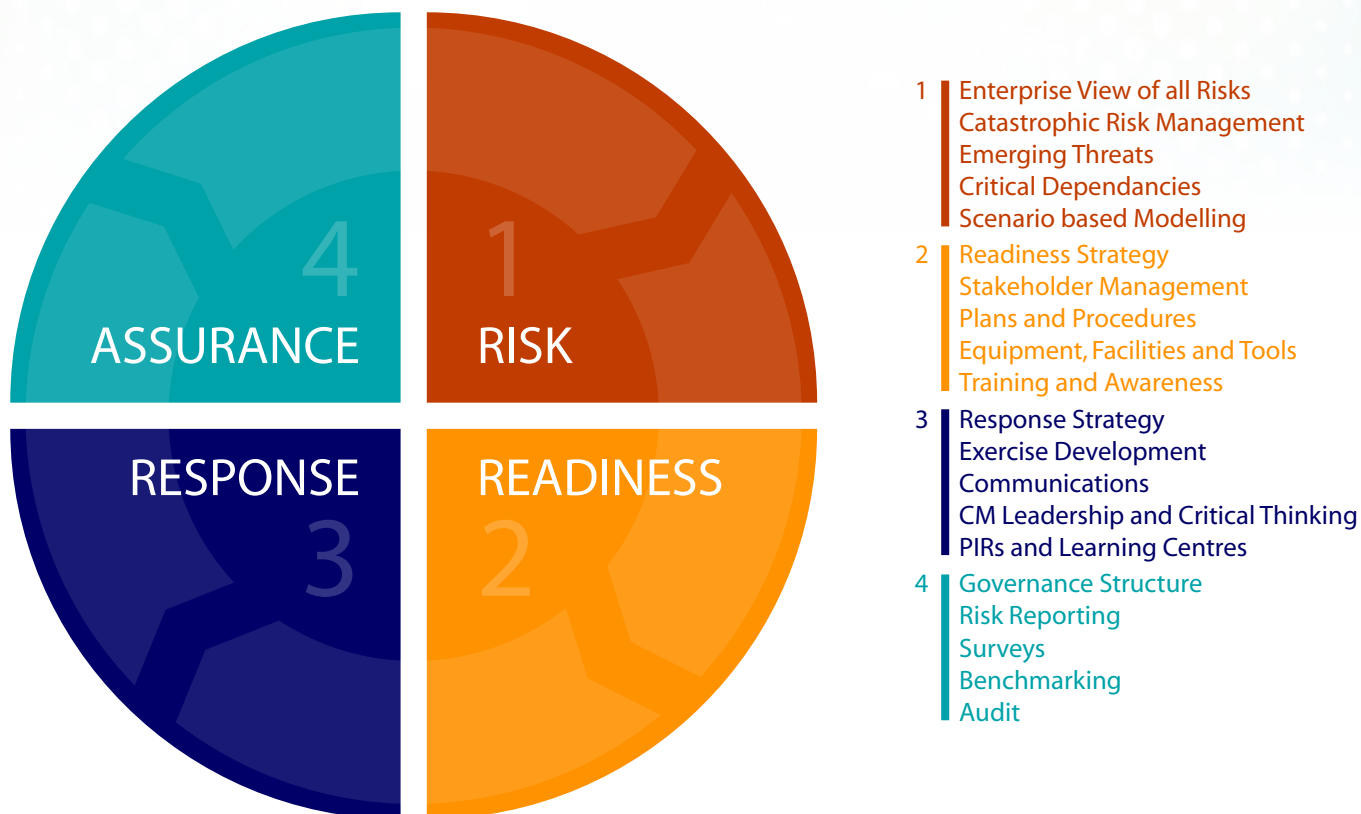 4
ASSURANCE
1
RISK
RESPONSE
3
READINESS
2
1 Enterprise View of all Risks
Catastrophic Risk Management
Emerging Threats
Critical Dependancies
Scenario based Modelling
2 Readiness Strategy
Stakeholder Management
Plans and Procedures
Equipment, Facilities and Tools
Training and Awareness
3 Response Strategy
Exercise Development
Communications
CM Leadership and Critical Thinking
PIRs and Learning Centres
4 Governance Structure
Risk Reporting
Surveys
Benchmarking
Audit